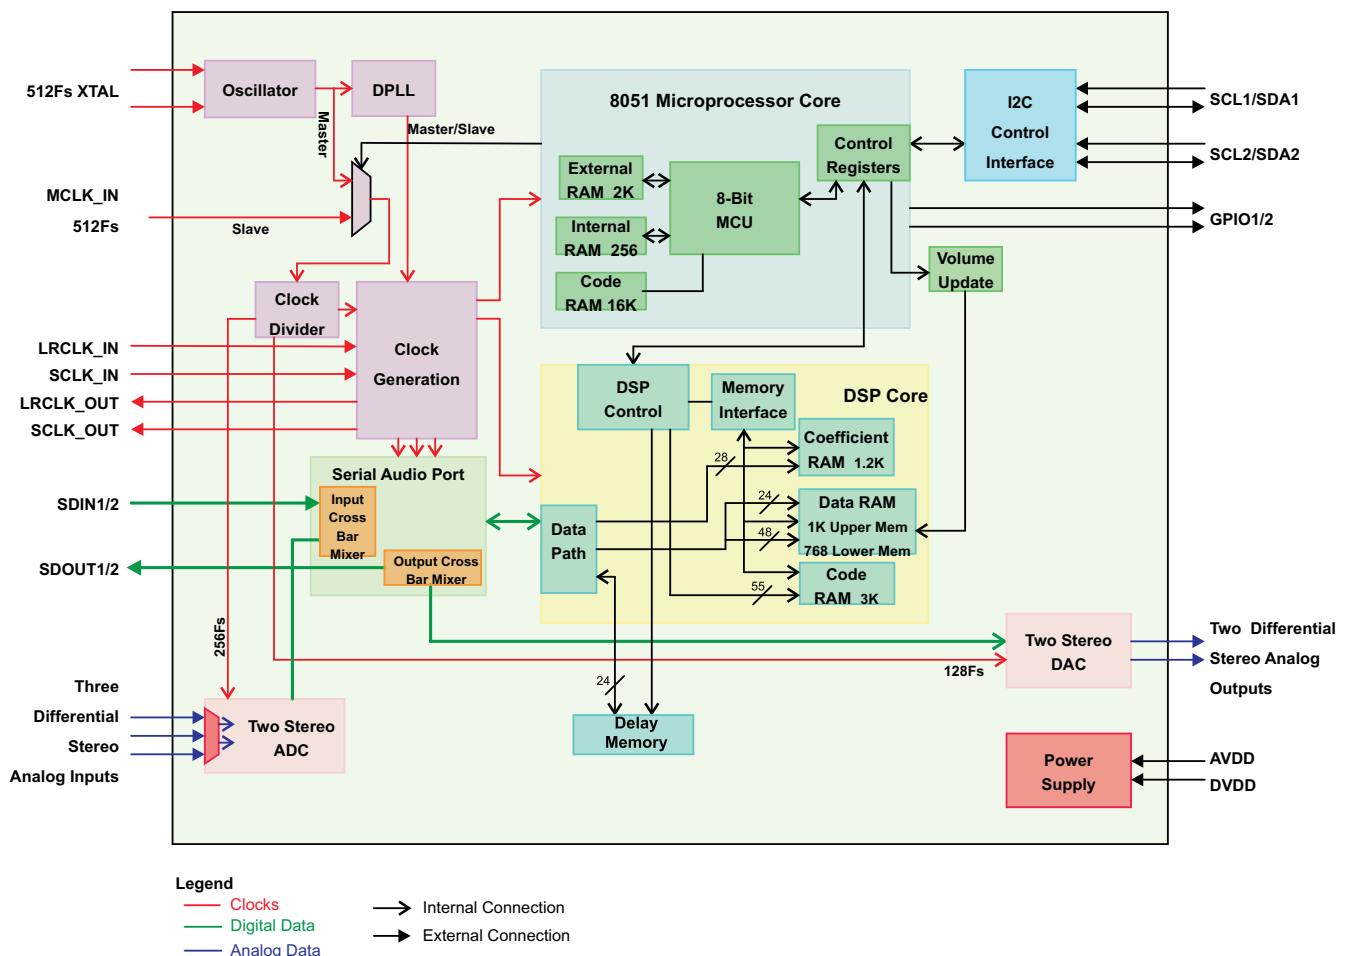 512Fs XTAL
Oscillator
DPLL
Master
Master/Slave
MCLK_IN
512Fs
Slave
8051 Microprocessor Core
External
RAM 2K
Internal
RAM 256
Code
RAM 16K
8-Bit
MCU
Control
Registers
I2C
Control
Interface
SCL1/SDA1
SCL2/SDA2
GPIO1/2
Volume
Update
Clock
Divider
Clock
Generation
LRCLK_IN
SCLK_IN
LRCLK_OUT
SCLK_OUT
DSP Core
DSP
Control
Memory
Interface
Coefficient
RAM 1.2K
28
Data RAM
1K Upper Mem
768 Lower Mem
24
48
Code
RAM 3K
55
Data
Path
Serial Audio Port
Input
Cross
Bar
Mixer
Output Cross
Bar Mixer
SDIN1/2
SDOUT1/2
256Fs
24
128Fs
Two Stereo
DAC
Two Differential
Stereo Analog
Outputs
Three
Differential
Stereo
Analog Inputs
Two Stereo
ADC
Delay
Memory
Power
Supply
AVDD
DVDD
Legend
Clocks
Digital Data
Analog Data
Internal Connection
External Connection